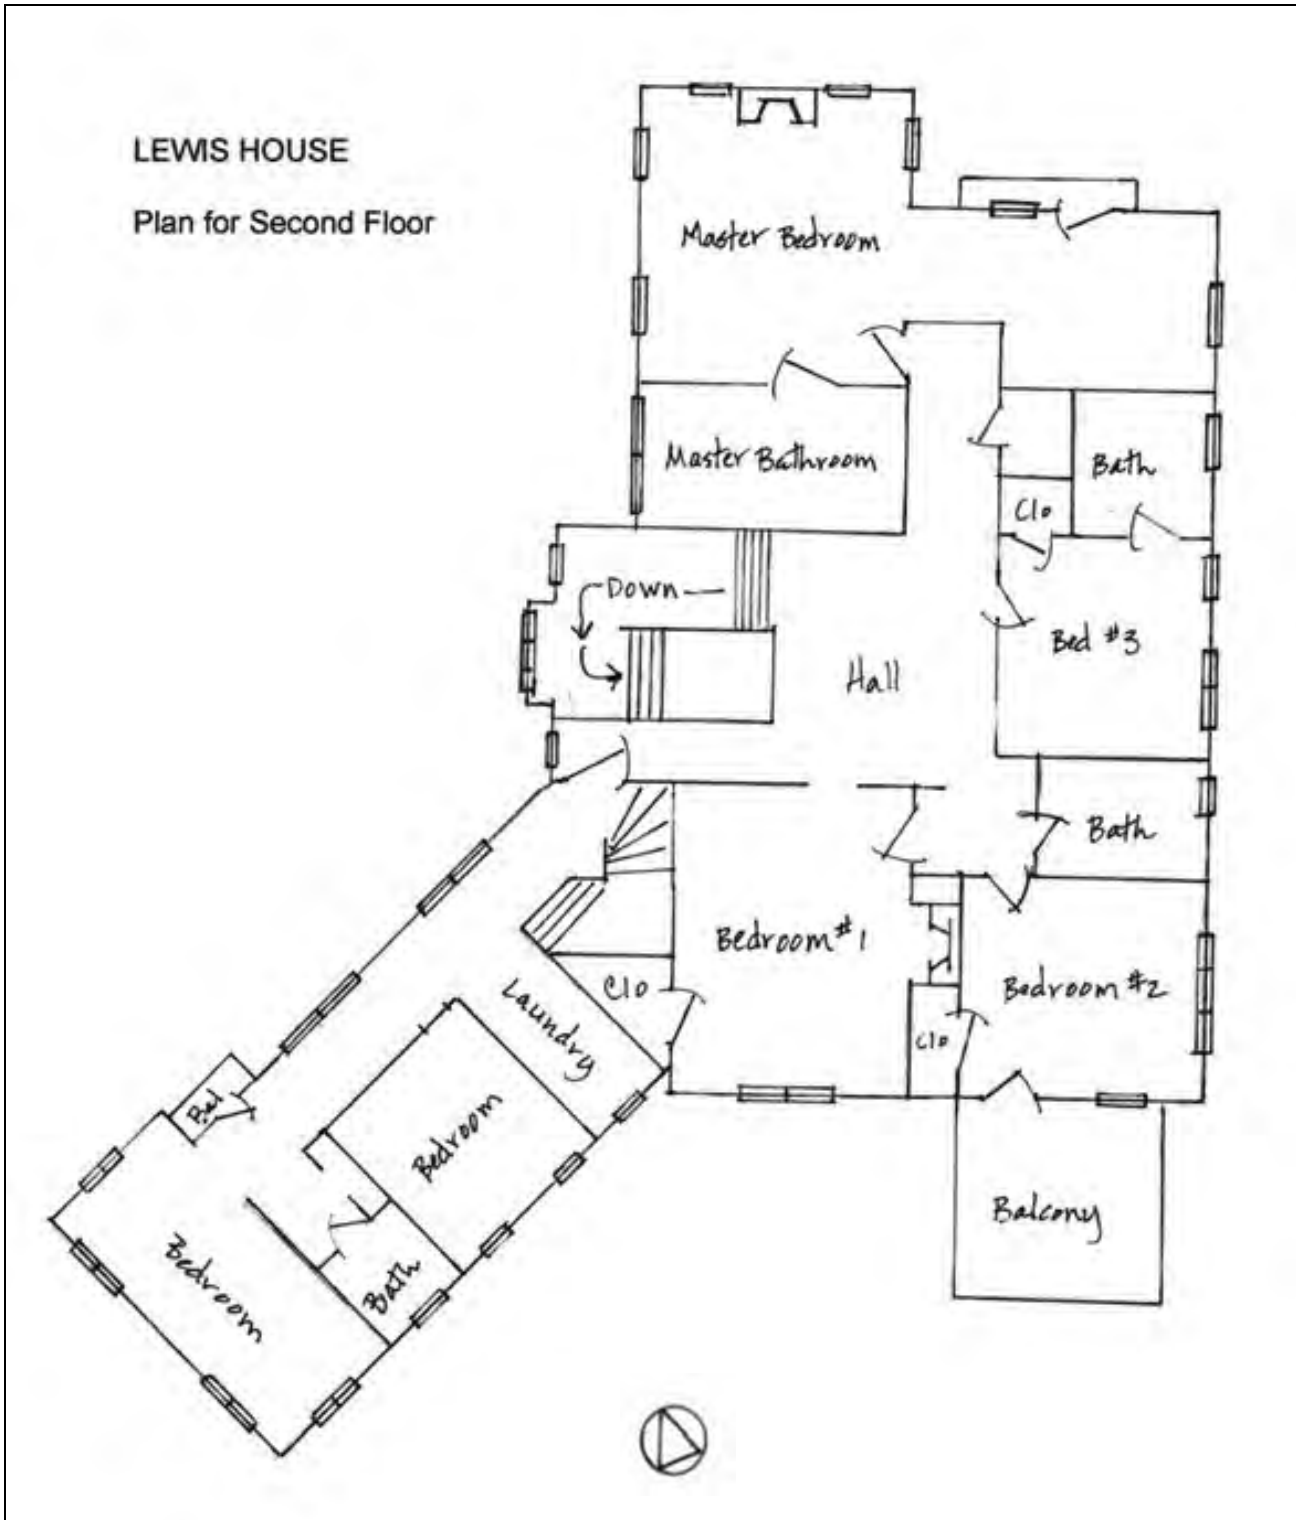 LEWIS HOUSE
Plan for Second Floor
Master Bedroom
Master Bathroom
Bath
Clo
Down
Bed #3
Hall
Bath
Bedroom #1
Bedroom #2
Clo
Laundry
Clo
Bal
Bedroom
Balcony
Bedroom
Bath